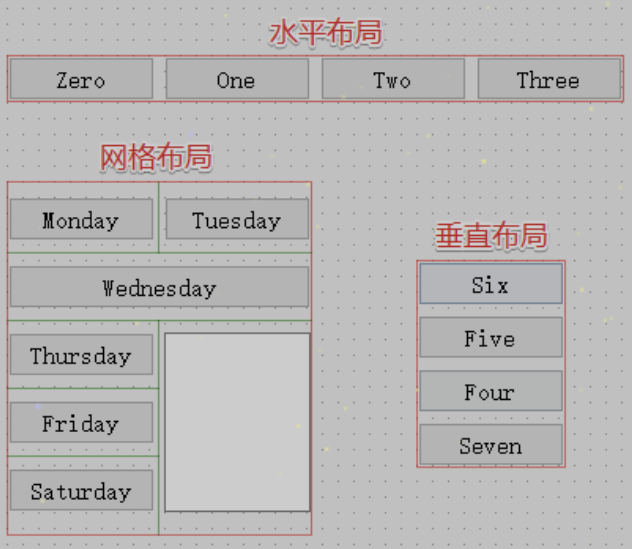 水平布局
Zero One Two Three
网格布局
Monday Tuesday
Wednesday
Thursday
Friday
Saturday
垂直布局
Six
Five
Four
Seven